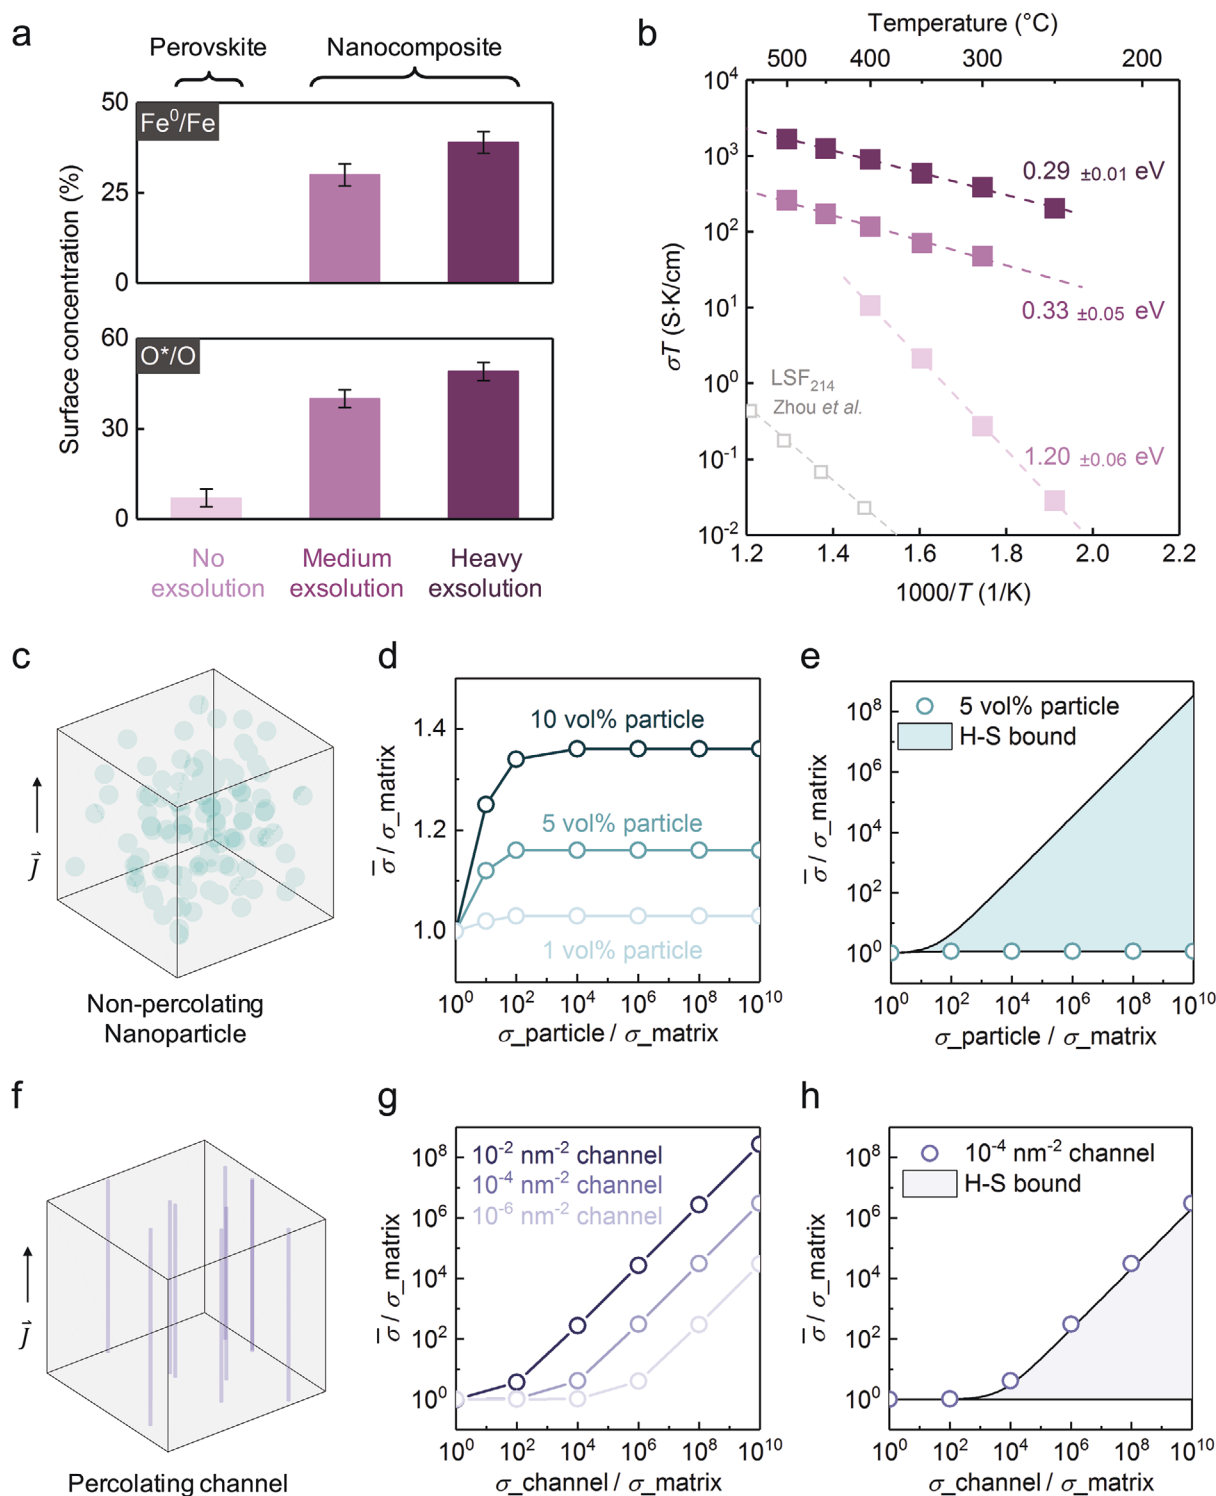 a
Perovskite
Nanocomposite
Surface concentration (%)
50
25
0
Fe⁰/Fe
60
30
0
O*/O
No
exsolution
Medium
exsolution
Heavy
exsolution
b
Temperature (°C)
500 400 300 200
σT (S·K/cm)
10⁴
10³
10²
10¹
10⁰
10⁻¹
10⁻²
0.29 ±0.01 eV
0.33 ±0.05 eV
1.20 ±0.06 eV
LSF₂₁₄
Zhou et al.
1.2 1.4 1.6 1.8 2.0 2.2
1000/T (1/K)
c
J⃗
Non-percolating
Nanoparticle
d
σ̅ / σ_matrix
1.4
1.2
1.0
10 vol% particle
5 vol% particle
1 vol% particle
10⁰ 10² 10⁴ 10⁶ 10⁸ 10¹⁰
σ_particle / σ_matrix
e
σ̅ / σ_matrix
10⁸
10⁶
10⁴
10²
10⁰
5 vol% particle
H-S bound
10⁰ 10² 10⁴ 10⁶ 10⁸ 10¹⁰
σ_particle / σ_matrix
f
J⃗
Percolating channel
g
σ̅ / σ_matrix
10⁸
10⁶
10⁴
10²
10⁰
10⁻² nm⁻² channel
10⁻⁴ nm⁻² channel
10⁻⁶ nm⁻² channel
10⁰ 10² 10⁴ 10⁶ 10⁸ 10¹⁰
σ_channel / σ_matrix
h
σ̅ / σ_matrix
10⁸
10⁶
10⁴
10²
10⁰
10⁻⁴ nm⁻² channel
H-S bound
10⁰ 10² 10⁴ 10⁶ 10⁸ 10¹⁰
σ_channel / σ_matrix